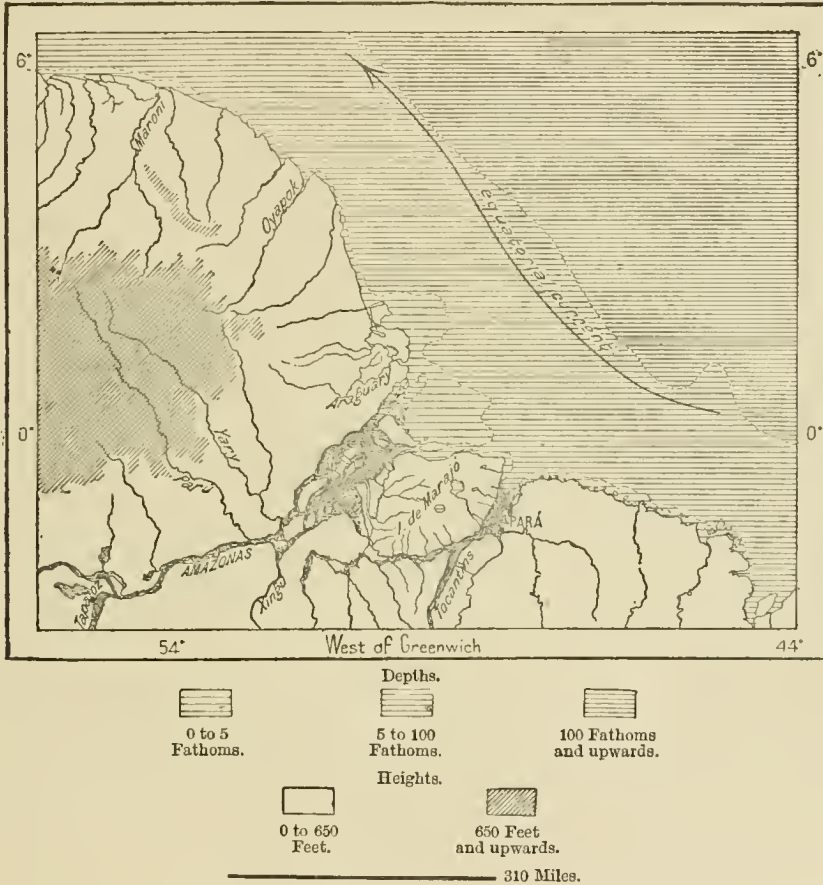 6°
6°
Maroni
Oyapok
equatorial current
Araguary
0°
0°
Yary
Parú
I. de Marajo
PARÁ
AMAZONAS
Xingu
Tocantins
Tapajoz
54°
West of Greenwich
44°
Depths.
0 to 5
Fathoms.
5 to 100
Fathoms.
100 Fathoms
and upwards.
Heights.
0 to 650
Feet.
650 Feet
and upwards.
310 Miles.